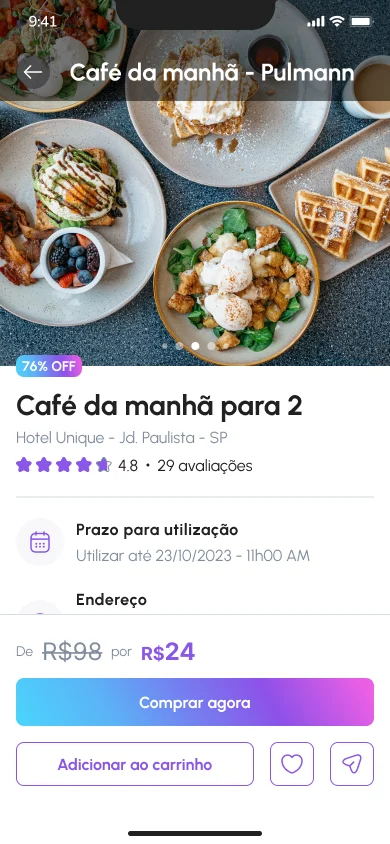 9:41
Café da manhã - Pulmann
76% OFF
Café da manhã para 2
Hotel Unique - Jd. Paulista - SP
4.8 • 29 avaliações
Prazo para utilização
Utilizar até 23/10/2023 - 11h00 AM
Endereço
De R$98 por R$24
Comprar agora
Adicionar ao carrinho